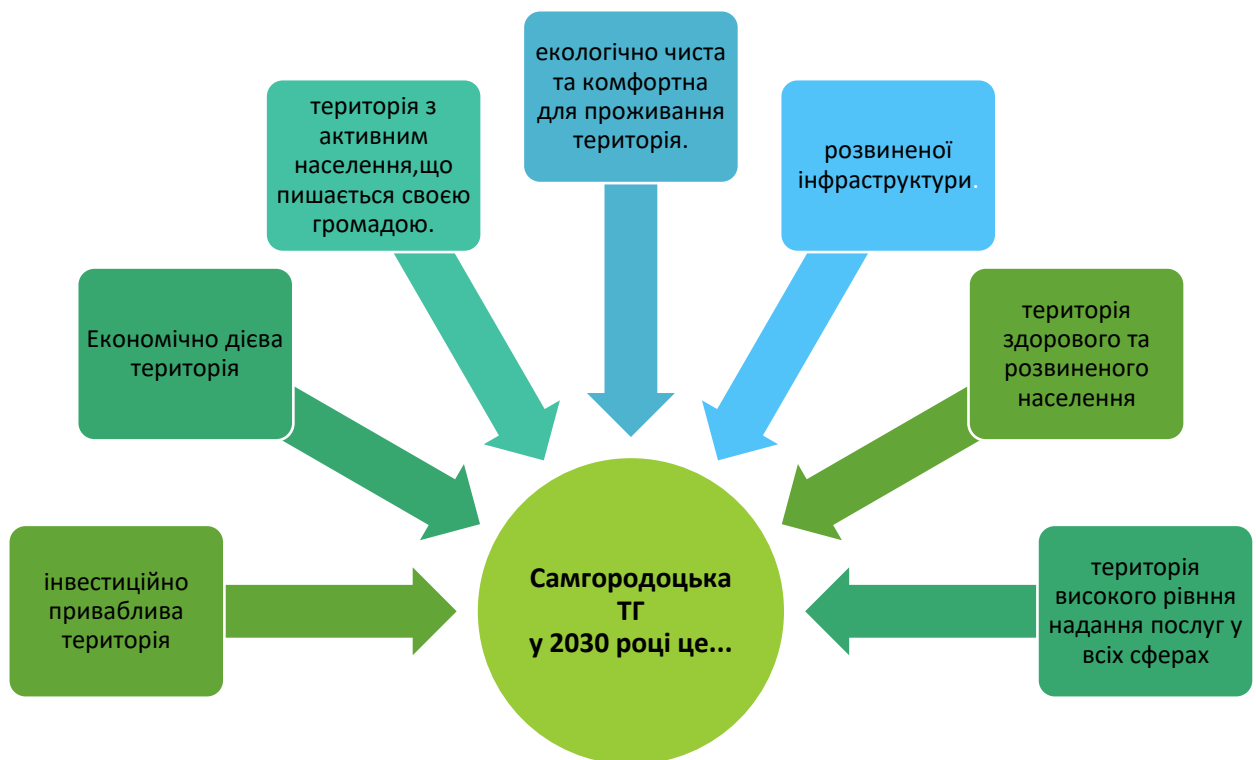 інвестиційно
приваблива
територія
Економічно дієва
територія
територія з
активним
населення,що
пишається своєю
громадою.
екологічно чиста
та комфортна
для проживання
територія.
розвиненої
інфраструктури.
територія
здорового та
розвиненого
населення
територія
високого рівння
надання послуг у
всіх сферах
Самгородоцька
ТГ
у 2030 році це...